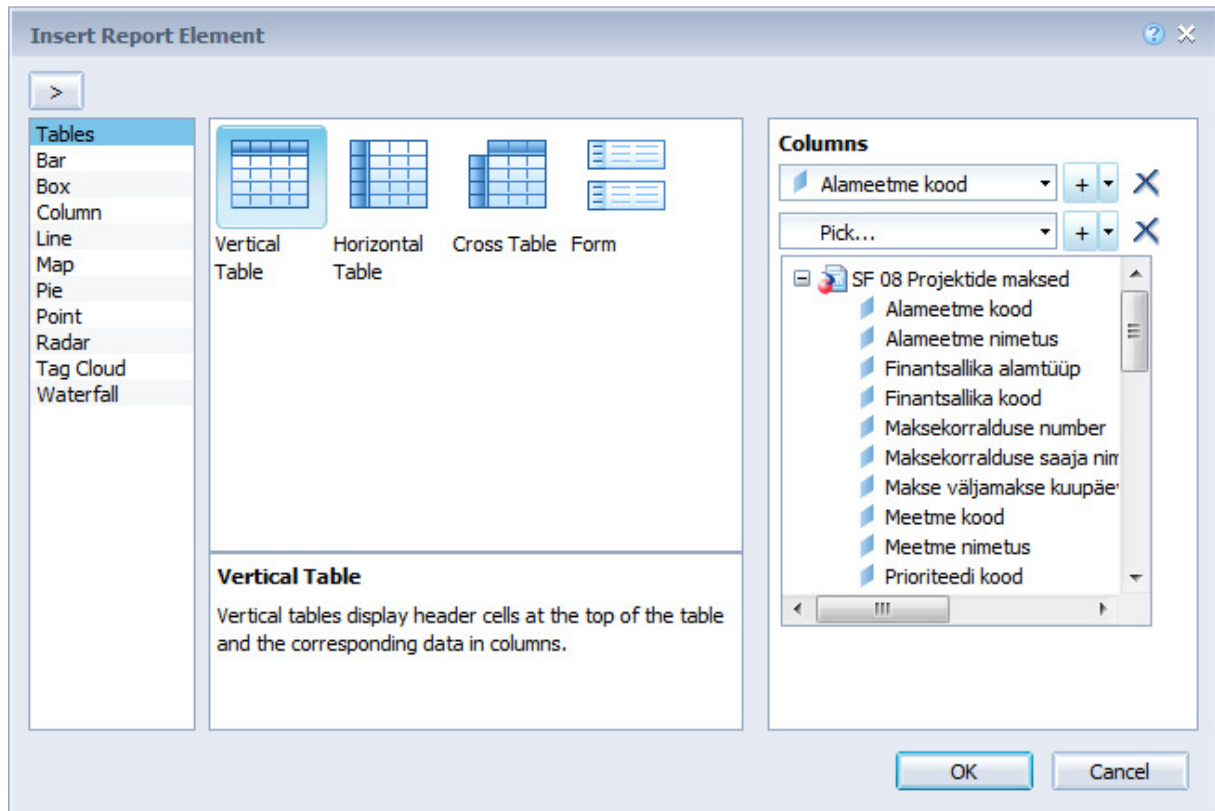 Insert Report Element
>
Tables
Bar
Box
Column
Line
Map
Pie
Point
Radar
Tag Cloud
Waterfall
Vertical Table
Horizontal Table
Cross Table
Form
Vertical Table
Vertical tables display header cells at the top of the table
and the corresponding data in columns.
Columns
Alameetme kood
Pick...
SF 08 Projektide maksed
Alameetme kood
Alameetme nimetus
Finantsallika alamtüüp
Finantsallika kood
Maksekorralduse number
Maksekorralduse saaja nim
Makse väljamakse kuupäev
Meetme kood
Meetme nimetus
Prioriteedi kood
OK
Cancel